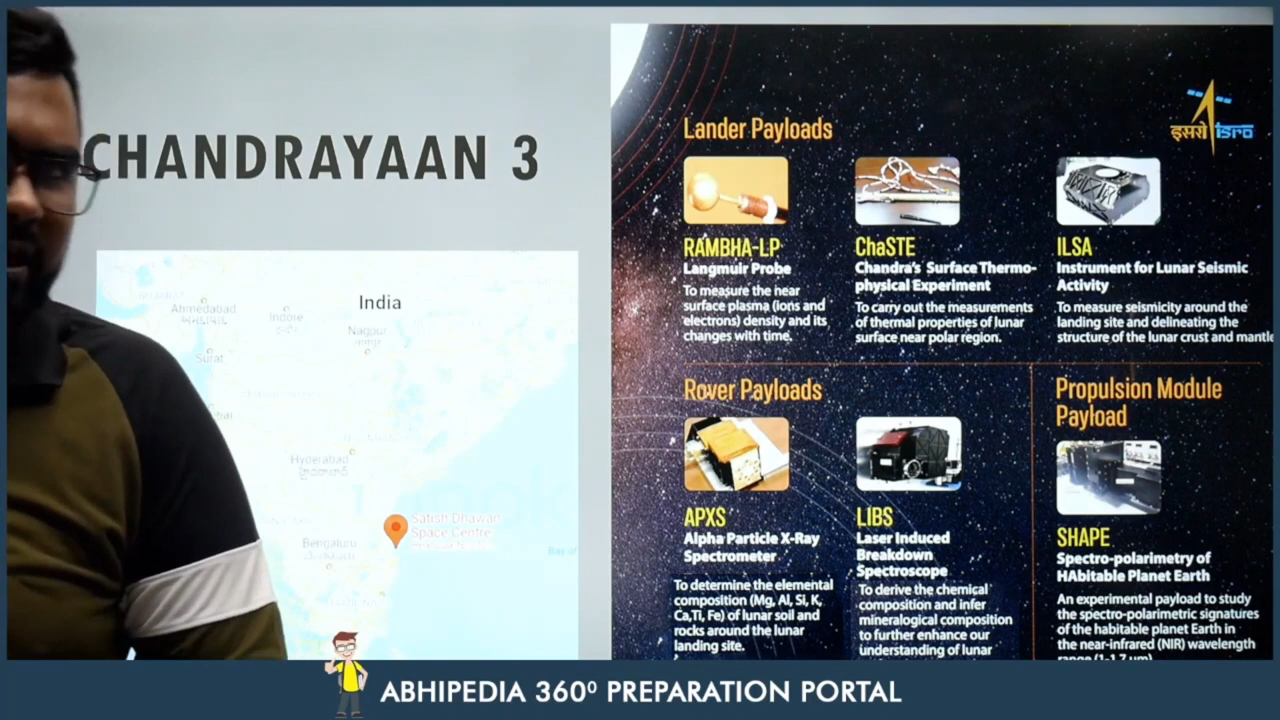 CHANDRAYAAN 3
India
Ahmedabad
Indore
Nagpur
Surat
Hyderabad
Satish Dhawan
Space Centre
Bengaluru
Bay of
इसरो isro
Lander Payloads
RAMBHA-LP
Langmuir Probe
To measure the near
surface plasma (ions and
electrons) density and its
changes with time.
ChaSTE
Chandra's Surface Thermo-
physical Experiment
To carry out the measurements
of thermal properties of lunar
surface near polar region.
ILSA
Instrument for Lunar Seismic
Activity
To measure seismicity around the
landing site and delineating the
structure of the lunar crust and mantle
Rover Payloads
APXS
Alpha Particle X-Ray
Spectrometer
To determine the elemental
composition (Mg, Al, Si, K,
Ca,Ti, Fe) of lunar soil and
rocks around the lunar
landing site.
LIBS
Laser Induced
Breakdown
Spectroscope
To derive the chemical
composition and infer
mineralogical composition
to further enhance our
understanding of lunar
Propulsion Module
Payload
SHAPE
Spectro-polarimetry of
HAbitable Planet Earth
An experimental payload to study
the spectro-polarimetric signatures
of the habitable planet Earth in
the near-infrared (NIR) wavelength
range (1-1.7 μm)
ABHIPEDIA 360⁰ PREPARATION PORTAL